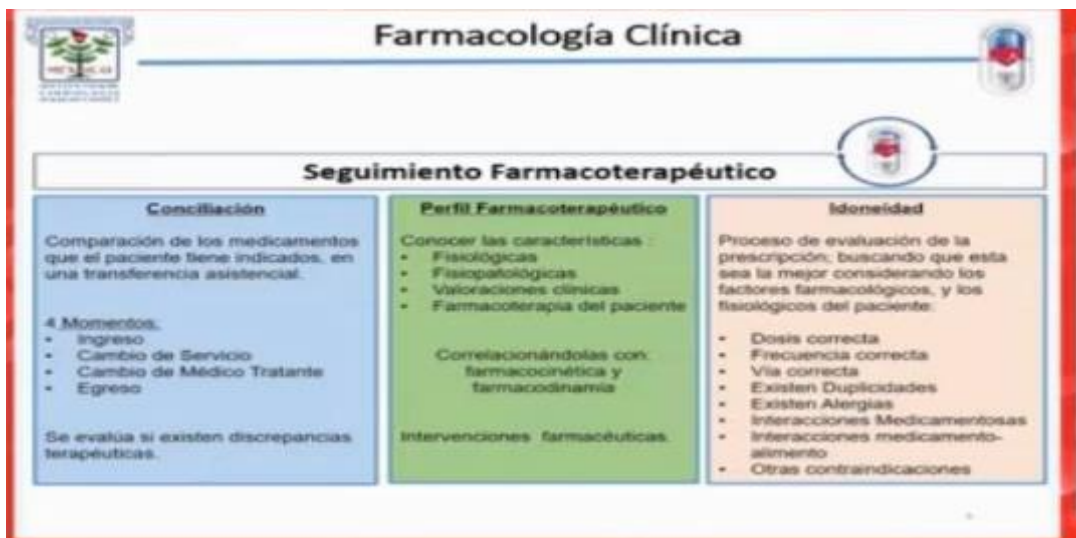 Farmacología Clínica
MEXICO
Seguimiento Farmacoterapéutico
Conciliación
Comparación de los medicamentos
que el paciente tiene indicados, en
una transferencia asistencial.
4 Momentos:
• Ingreso
• Cambio de Servicio
• Cambio de Médico Tratante
• Egreso
Se evalúa si existen discrepancias
terapéuticas.
Perfil Farmacoterapéutico
Conocer las características :
• Fisiológicas
• Fisiopatológicas
• Valoraciones clínicas
• Farmacoterapia del paciente
Correlacionándolas con:
farmacocinética y
farmacodinamia
Intervenciones farmacéuticas.
Idoneidad
Proceso de evaluación de la
prescripción; buscando que esta
sea la mejor considerando los
factores farmacológicos, y los
fisiológicos del paciente:
• Dosis correcta
• Frecuencia correcta
• Vía correcta
• Existen Duplicidades
• Existen Alergias
• Interacciones Medicamentosas
• Interacciones medicamento-
alimento
• Otras contraindicaciones